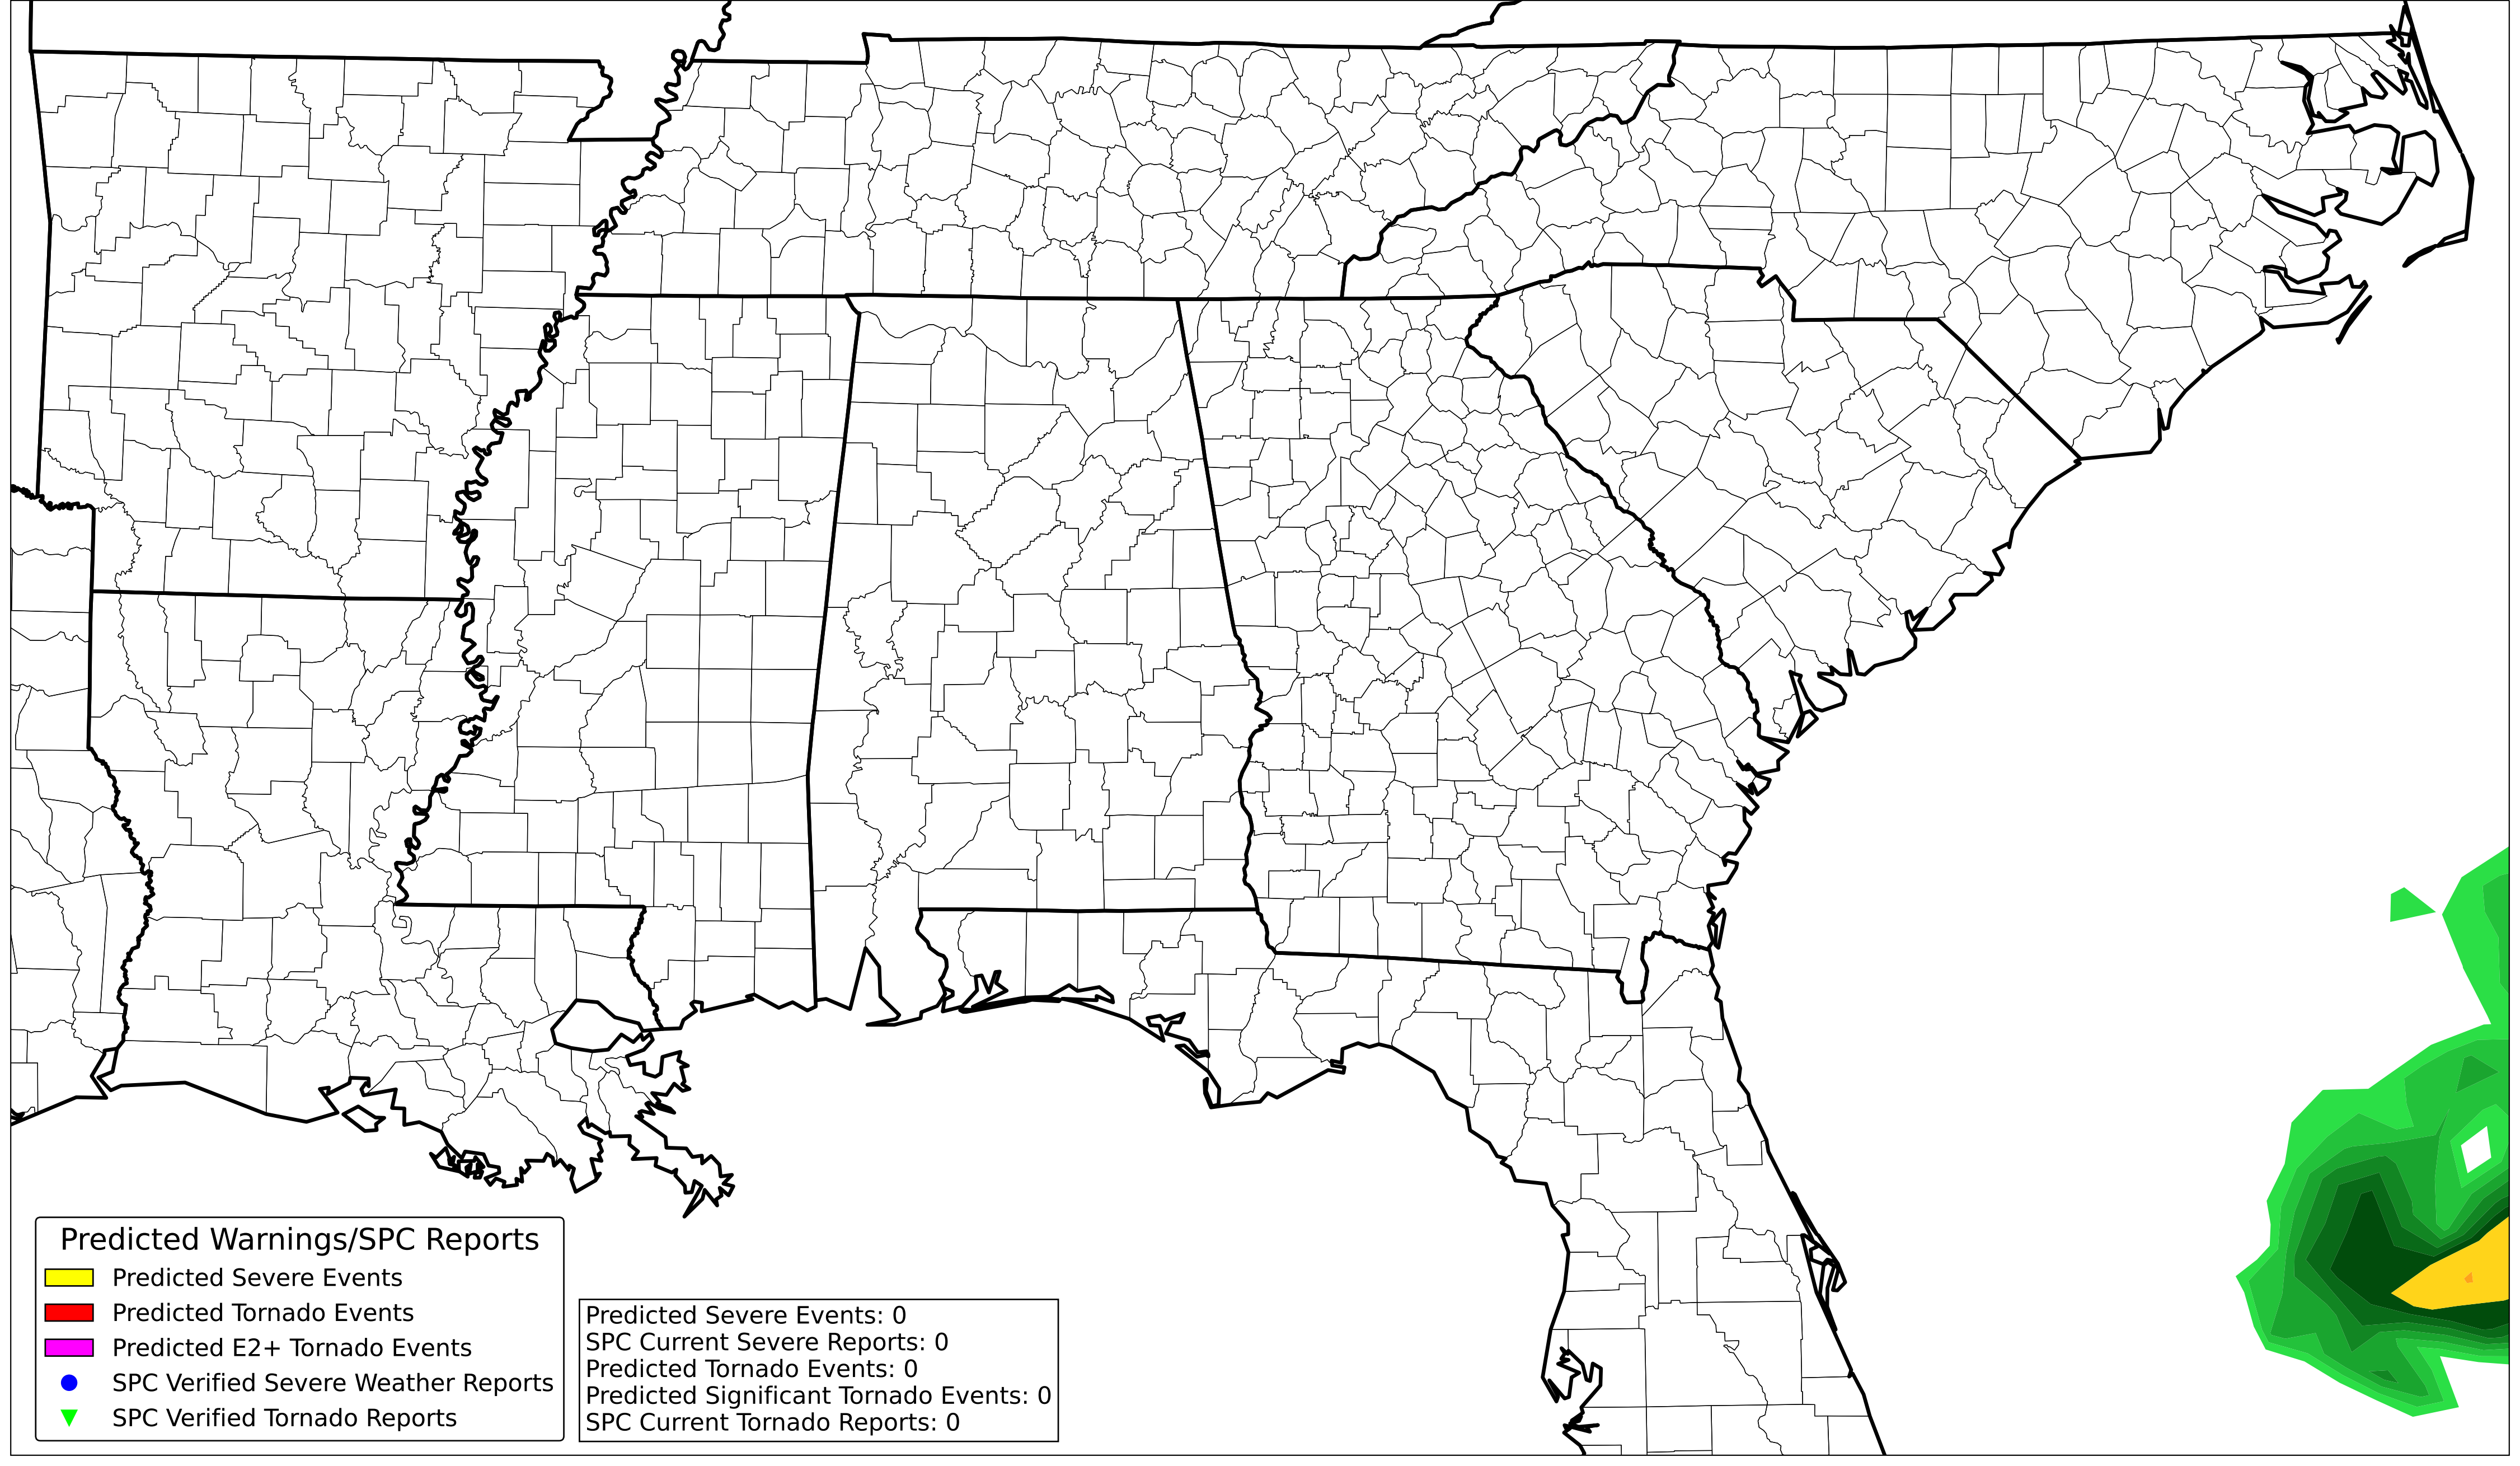 Predicted Warnings/SPC Reports
Predicted Severe Events
Predicted Tornado Events
Predicted E2+ Tornado Events
SPC Verified Severe Weather Reports
SPC Verified Tornado Reports
Predicted Severe Events: 0
SPC Current Severe Reports: 0
Predicted Tornado Events: 0
Predicted Significant Tornado Events: 0
SPC Current Tornado Reports: 0